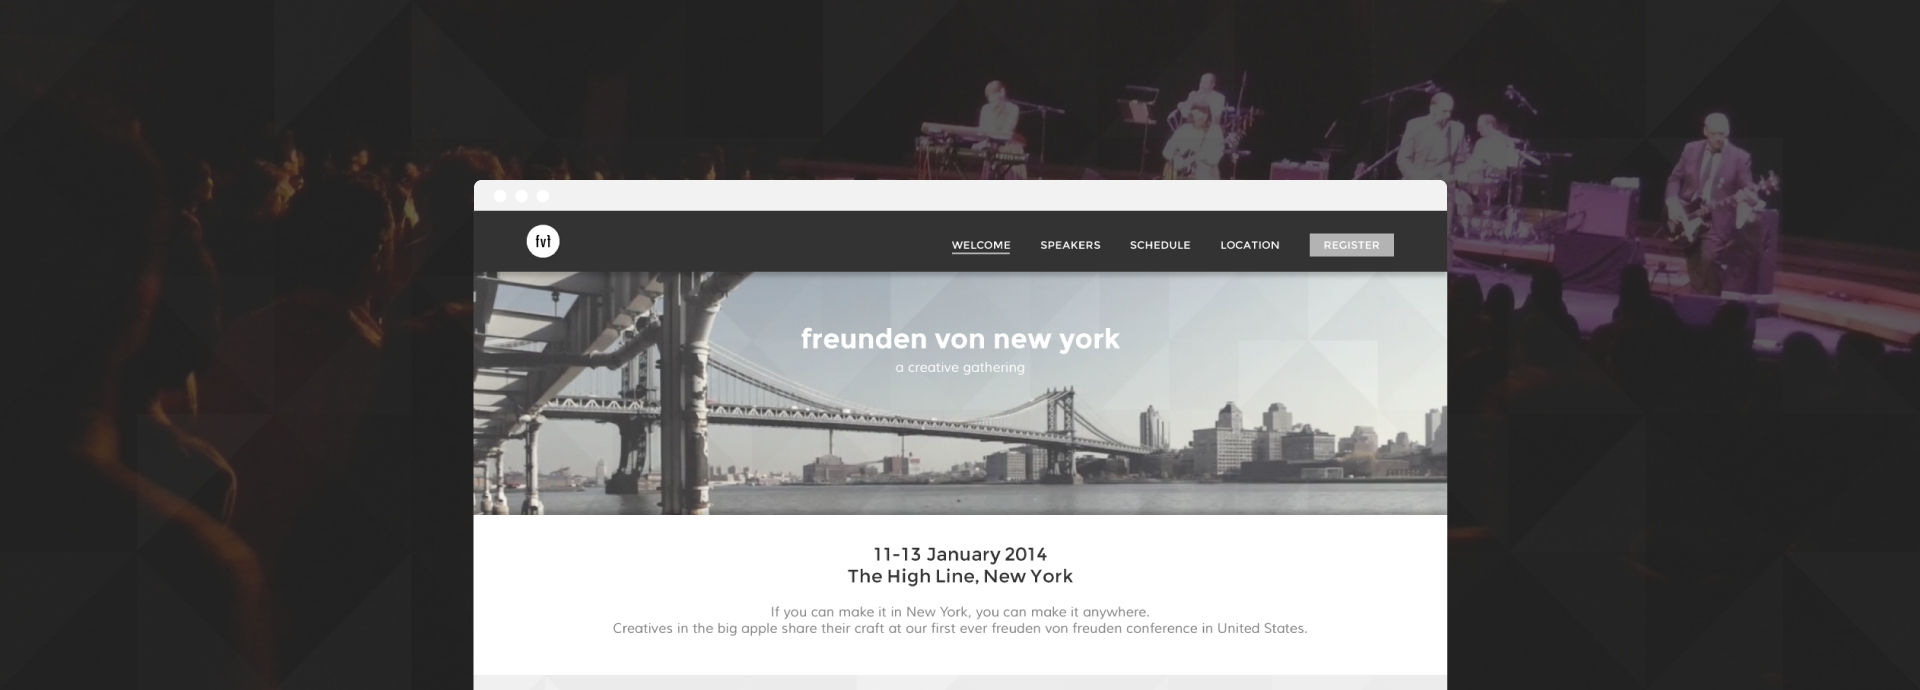 fvf
WELCOME SPEAKERS SCHEDULE LOCATION REGISTER
freunden von new york
a creative gathering
11-13 January 2014
The High Line, New York
If you can make it in New York, you can make it anywhere.
Creatives in the big apple share their craft at our first ever freuden von freuden conference in United States.